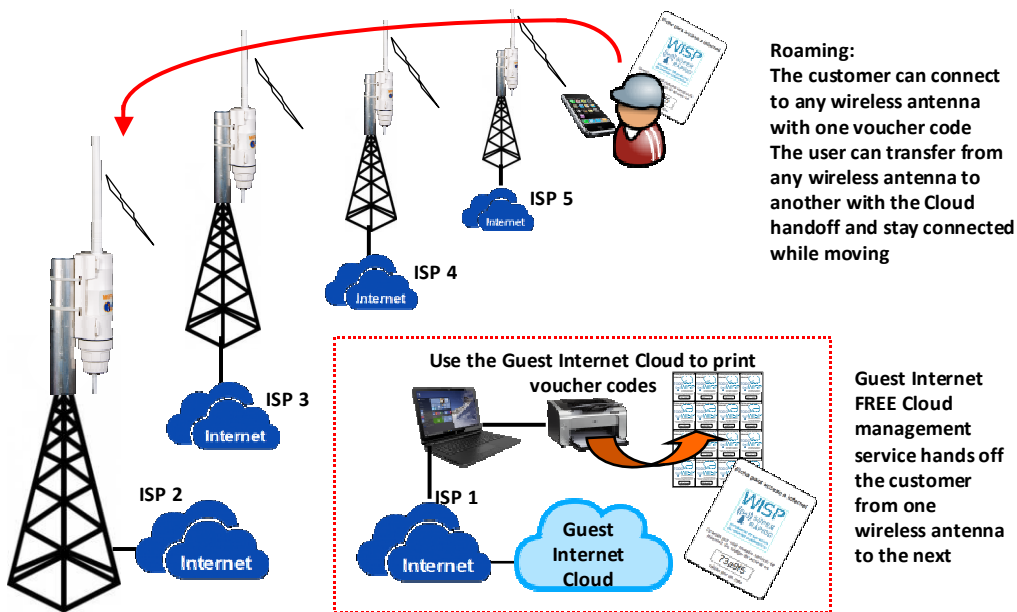 Roaming:
The customer can connect
to any wireless antenna
with one voucher code
The user can transfer from
any wireless antenna to
another with the Cloud
handoff and stay connected
while moving
WISP
ISP 5
Internet
ISP 4
Internet
ISP 3
Internet
ISP 2
Internet
Use the Guest Internet Cloud to print
voucher codes
ISP 1
Internet
Guest
Internet
Cloud
WISP
Guest Internet
FREE Cloud
management
service hands off
the customer
from one
wireless antenna
to the next